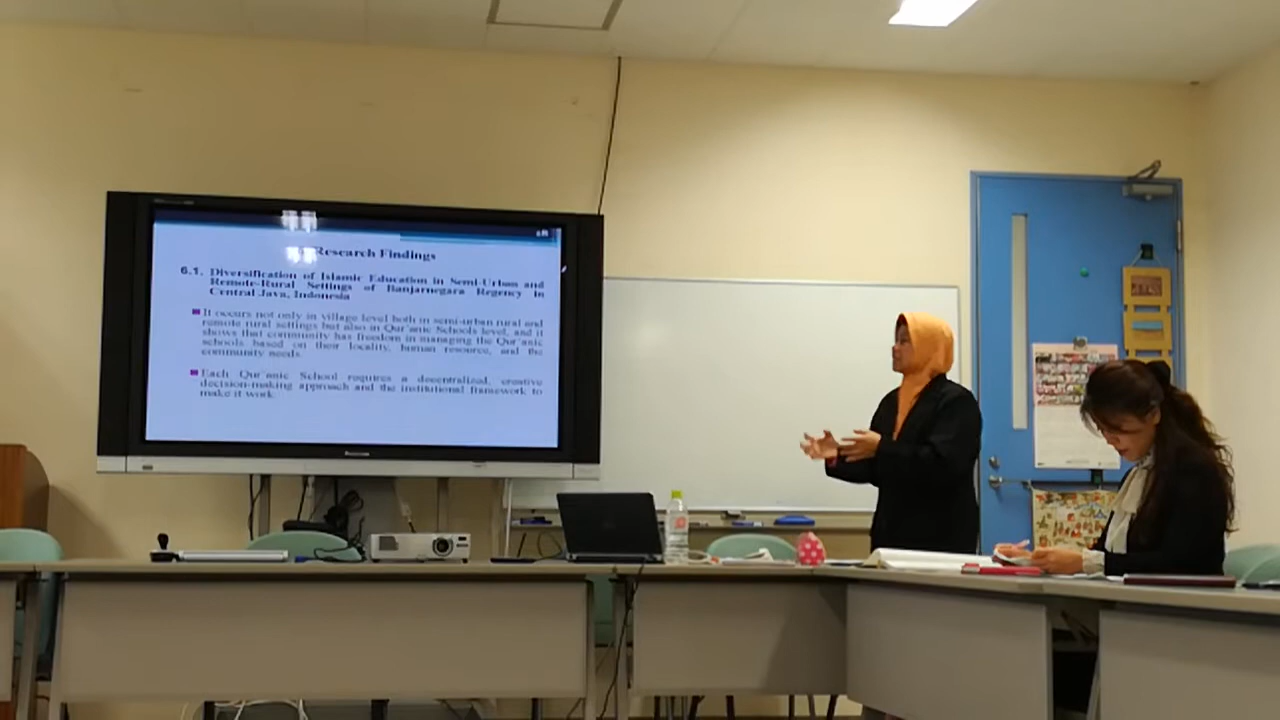 Research Findings
6.1. Diversification of Islamic Education in Semi-Urban and
Remote-Rural Settings of Banjarnegara Regency in
Central Java, Indonesia
It occurs not only in village level both in semi-urban rural and
remote rural settings but also in Qur'anic Schools level, and it
shows that community has freedom in managing the Qur'anic
schools based on their locality, human resource, and the
community needs.
Each Qur'anic School requires a decentralized, creative
decision-making approach and the institutional framework to
make it work.
Panasonic